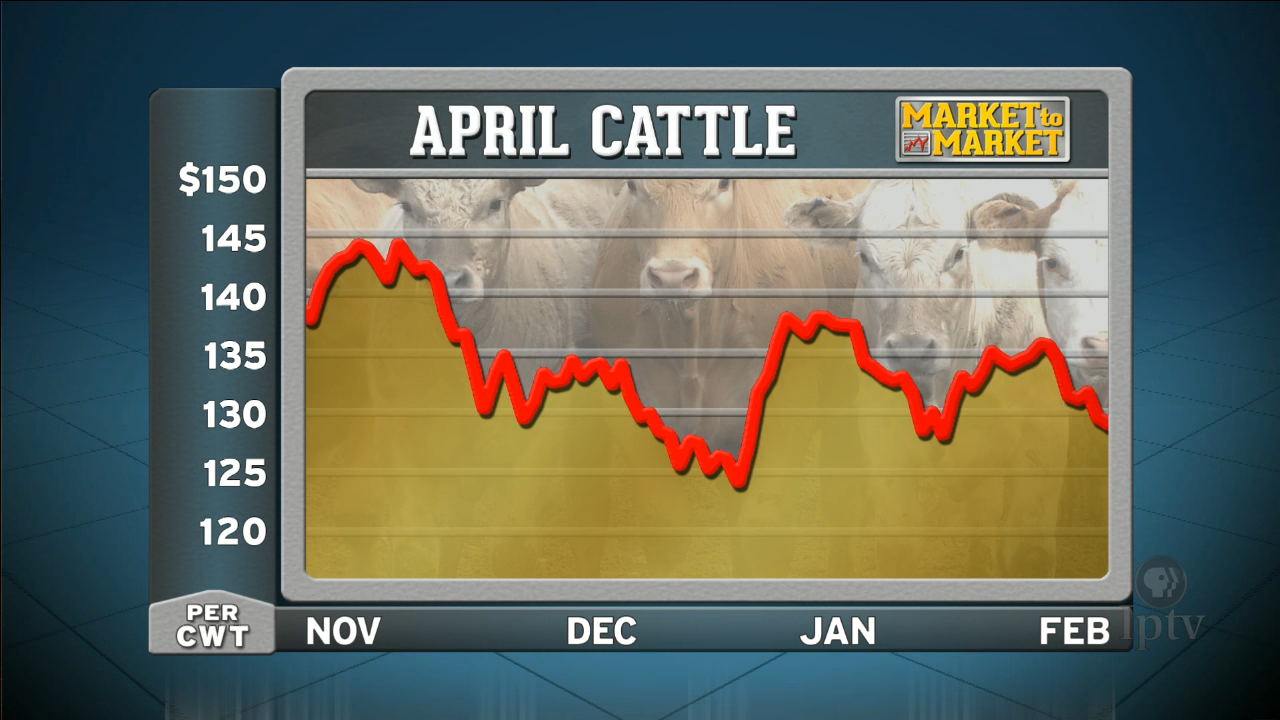 APRIL CATTLE
MARKET to
MARKET
$150
145
140
135
130
125
120
PER
CWT
NOV DEC JAN FEB
iptv